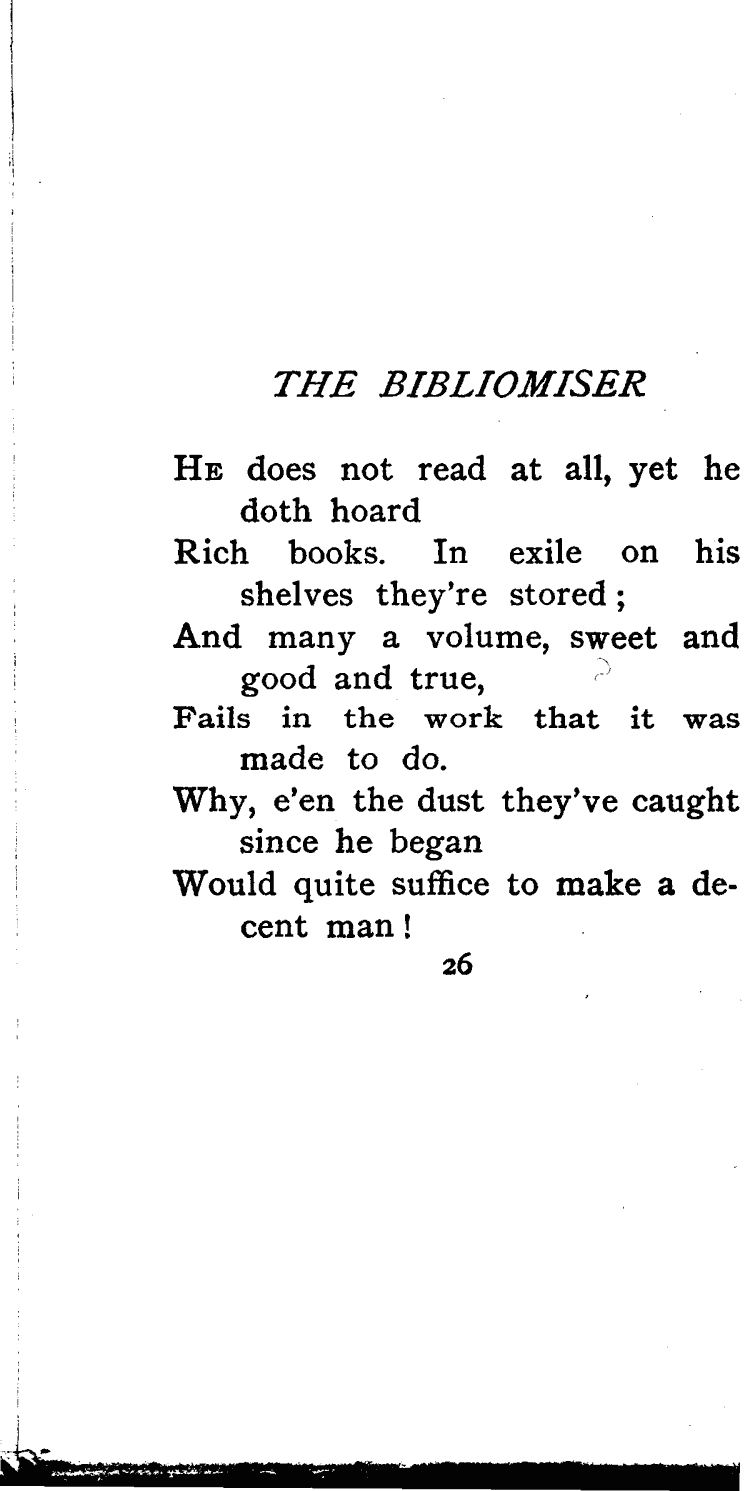 THE BIBLIOMISER
HE does not read at all, yet he
doth hoard
Rich books. In exile on his
shelves they're stored ;
And many a volume, sweet and
good and true,
Fails in the work that it was
made to do.
Why, e'en the dust they've caught
since he began
Would quite suffice to make a de-
cent man !
26